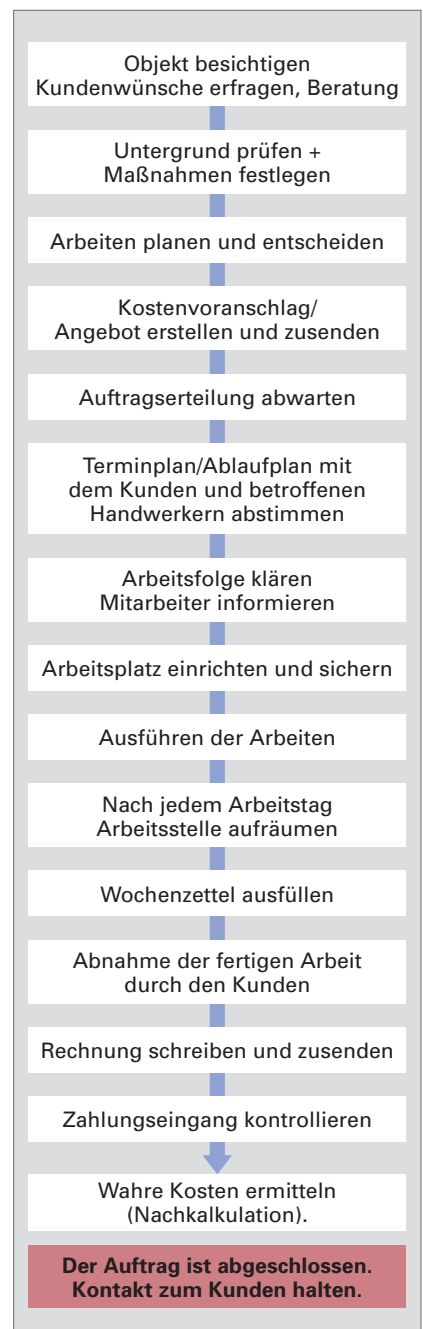 Objekt besichtigen
Kundenwünsche erfragen, Beratung
Untergrund prüfen +
Maßnahmen festlegen
Arbeiten planen und entscheiden
Kostenvoranschlag/
Angebot erstellen und zusenden
Auftragserteilung abwarten
Terminplan/Ablaufplan mit
dem Kunden und betroffenen
Handwerkern abstimmen
Arbeitsfolge klären
Mitarbeiter informieren
Arbeitsplatz einrichten und sichern
Ausführen der Arbeiten
Nach jedem Arbeitstag
Arbeitsstelle aufräumen
Wochenzettel ausfüllen
Abnahme der fertigen Arbeit
durch den Kunden
Rechnung schreiben und zusenden
Zahlungseingang kontrollieren
Wahre Kosten ermitteln
(Nachkalkulation).
Der Auftrag ist abgeschlossen.
Kontakt zum Kunden halten.